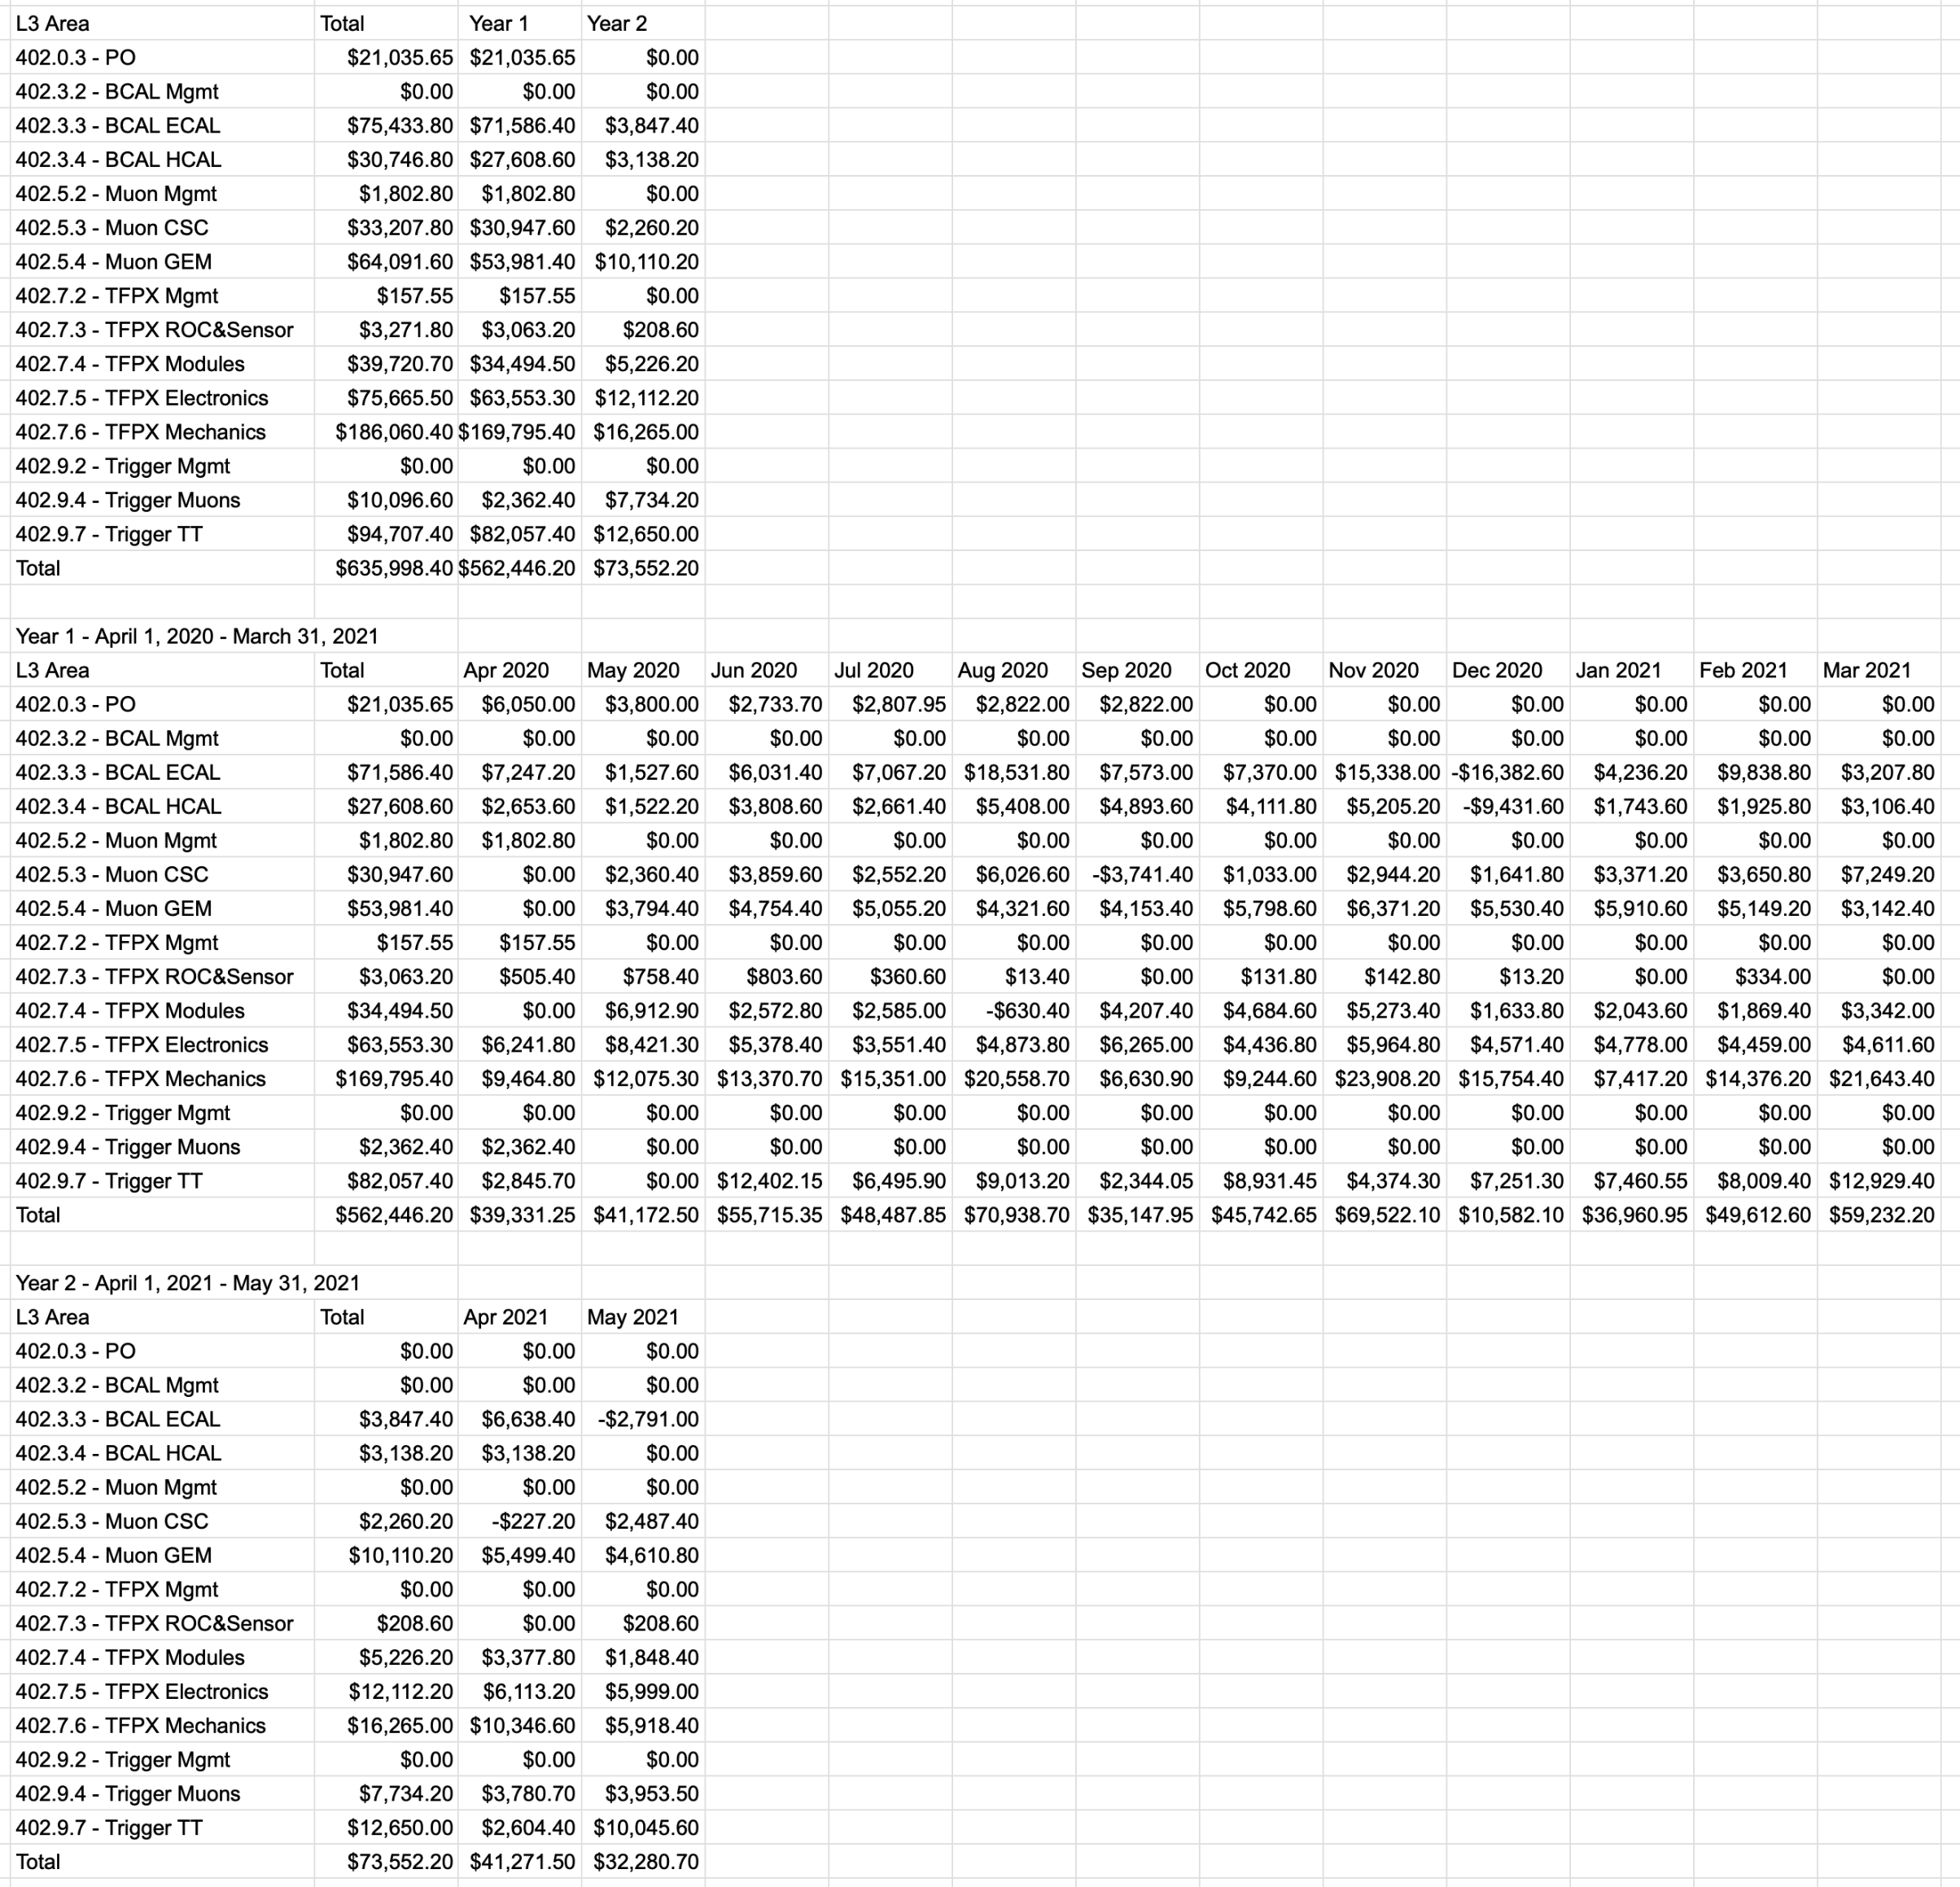 L3 Area Total Year 1 Year 2
402.0.3 - PO $21,035.65 $21,035.65 $0.00
402.3.2 - BCAL Mgmt $0.00 $0.00 $0.00
402.3.3 - BCAL ECAL $75,433.80 $71,586.40 $3,847.40
402.3.4 - BCAL HCAL $30,746.80 $27,608.60 $3,138.20
402.5.2 - Muon Mgmt $1,802.80 $1,802.80 $0.00
402.5.3 - Muon CSC $33,207.80 $30,947.60 $2,260.20
402.5.4 - Muon GEM $64,091.60 $53,981.40 $10,110.20
402.7.2 - TFPX Mgmt $157.55 $157.55 $0.00
402.7.3 - TFPX ROC&Sensor $3,271.80 $3,063.20 $208.60
402.7.4 - TFPX Modules $39,720.70 $34,494.50 $5,226.20
402.7.5 - TFPX Electronics $75,665.50 $63,553.30 $12,112.20
402.7.6 - TFPX Mechanics $186,060.40 $169,795.40 $16,265.00
402.9.2 - Trigger Mgmt $0.00 $0.00 $0.00
402.9.4 - Trigger Muons $10,096.60 $2,362.40 $7,734.20
402.9.7 - Trigger TT $94,707.40 $82,057.40 $12,650.00
Total $635,998.40 $562,446.20 $73,552.20
Year 1 - April 1, 2020 - March 31, 2021
L3 Area Total Apr 2020 May 2020 Jun 2020 Jul 2020 Aug 2020 Sep 2020 Oct 2020 Nov 2020 Dec 2020 Jan 2021 Feb 2021 Mar 2021
402.0.3 - PO $21,035.65 $6,050.00 $3,800.00 $2,733.70 $2,807.95 $2,822.00 $2,822.00 $0.00 $0.00 $0.00 $0.00 $0.00 $0.00
402.3.2 - BCAL Mgmt $0.00 $0.00 $0.00 $0.00 $0.00 $0.00 $0.00 $0.00 $0.00 $0.00 $0.00 $0.00 $0.00
402.3.3 - BCAL ECAL $71,586.40 $7,247.20 $1,527.60 $6,031.40 $7,067.20 $18,531.80 $7,573.00 $7,370.00 $15,338.00 -$16,382.60 $4,236.20 $9,838.80 $3,207.80
402.3.4 - BCAL HCAL $27,608.60 $2,653.60 $1,522.20 $3,808.60 $2,661.40 $5,408.00 $4,893.60 $4,111.80 $5,205.20 -$9,431.60 $1,743.60 $1,925.80 $3,106.40
402.5.2 - Muon Mgmt $1,802.80 $1,802.80 $0.00 $0.00 $0.00 $0.00 $0.00 $0.00 $0.00 $0.00 $0.00 $0.00 $0.00
402.5.3 - Muon CSC $30,947.60 $0.00 $2,360.40 $3,859.60 $2,552.20 $6,026.60 -$3,741.40 $1,033.00 $2,944.20 $1,641.80 $3,371.20 $3,650.80 $7,249.20
402.5.4 - Muon GEM $53,981.40 $0.00 $3,794.40 $4,754.40 $5,055.20 $4,321.60 $4,153.40 $5,798.60 $6,371.20 $5,530.40 $5,910.60 $5,149.20 $3,142.40
402.7.2 - TFPX Mgmt $157.55 $157.55 $0.00 $0.00 $0.00 $0.00 $0.00 $0.00 $0.00 $0.00 $0.00 $0.00 $0.00
402.7.3 - TFPX ROC&Sensor $3,063.20 $505.40 $758.40 $803.60 $360.60 $13.40 $0.00 $131.80 $142.80 $13.20 $0.00 $334.00 $0.00
402.7.4 - TFPX Modules $34,494.50 $0.00 $6,912.90 $2,572.80 $2,585.00 -$630.40 $4,207.40 $4,684.60 $5,273.40 $1,633.80 $2,043.60 $1,869.40 $3,342.00
402.7.5 - TFPX Electronics $63,553.30 $6,241.80 $8,421.30 $5,378.40 $3,551.40 $4,873.80 $6,265.00 $4,436.80 $5,964.80 $4,571.40 $4,778.00 $4,459.00 $4,611.60
402.7.6 - TFPX Mechanics $169,795.40 $9,464.80 $12,075.30 $13,370.70 $15,351.00 $20,558.70 $6,630.90 $9,244.60 $23,908.20 $15,754.40 $7,417.20 $14,376.20 $21,643.40
402.9.2 - Trigger Mgmt $0.00 $0.00 $0.00 $0.00 $0.00 $0.00 $0.00 $0.00 $0.00 $0.00 $0.00 $0.00 $0.00
402.9.4 - Trigger Muons $2,362.40 $2,362.40 $0.00 $0.00 $0.00 $0.00 $0.00 $0.00 $0.00 $0.00 $0.00 $0.00 $0.00
402.9.7 - Trigger TT $82,057.40 $2,845.70 $0.00 $12,402.15 $6,495.90 $9,013.20 $2,344.05 $8,931.45 $4,374.30 $7,251.30 $7,460.55 $8,009.40 $12,929.40
Total $562,446.20 $39,331.25 $41,172.50 $55,715.35 $48,487.85 $70,938.70 $35,147.95 $45,742.65 $69,522.10 $10,582.10 $36,960.95 $49,612.60 $59,232.20
Year 2 - April 1, 2021 - May 31, 2021
L3 Area Total Apr 2021 May 2021
402.0.3 - PO $0.00 $0.00 $0.00
402.3.2 - BCAL Mgmt $0.00 $0.00 $0.00
402.3.3 - BCAL ECAL $3,847.40 $6,638.40 -$2,791.00
402.3.4 - BCAL HCAL $3,138.20 $3,138.20 $0.00
402.5.2 - Muon Mgmt $0.00 $0.00 $0.00
402.5.3 - Muon CSC $2,260.20 -$227.20 $2,487.40
402.5.4 - Muon GEM $10,110.20 $5,499.40 $4,610.80
402.7.2 - TFPX Mgmt $0.00 $0.00 $0.00
402.7.3 - TFPX ROC&Sensor $208.60 $0.00 $208.60
402.7.4 - TFPX Modules $5,226.20 $3,377.80 $1,848.40
402.7.5 - TFPX Electronics $12,112.20 $6,113.20 $5,999.00
402.7.6 - TFPX Mechanics $16,265.00 $10,346.60 $5,918.40
402.9.2 - Trigger Mgmt $0.00 $0.00 $0.00
402.9.4 - Trigger Muons $7,734.20 $3,780.70 $3,953.50
402.9.7 - Trigger TT $12,650.00 $2,604.40 $10,045.60
Total $73,552.20 $41,271.50 $32,280.70